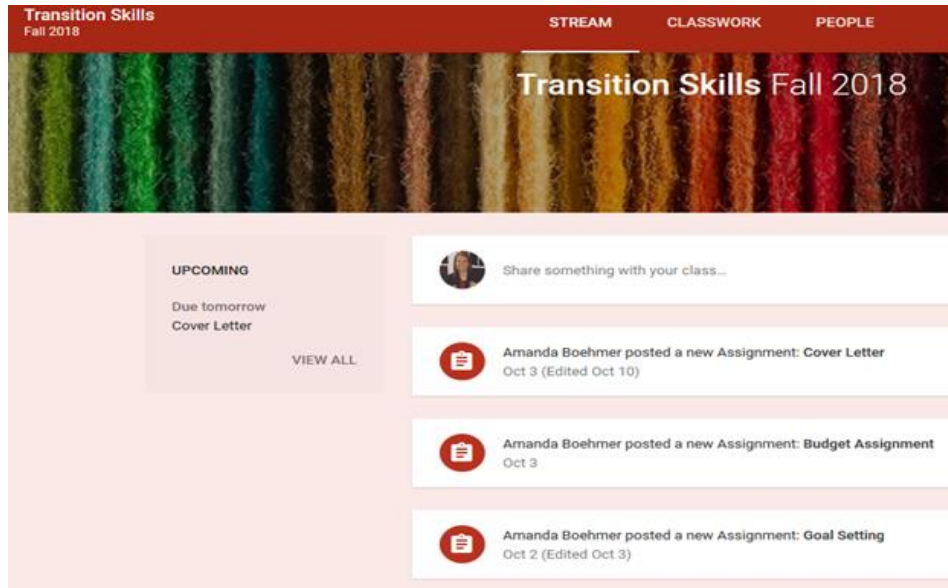 Transition Skills
Fall 2018
STREAM
CLASSWORK
PEOPLE
Transition Skills Fall 2018
UPCOMING
Due tomorrow
Cover Letter
VIEW ALL
Share something with your class...
Amanda Boehmer posted a new Assignment: Cover Letter
Oct 3 (Edited Oct 10)
Amanda Boehmer posted a new Assignment: Budget Assignment
Oct 3
Amanda Boehmer posted a new Assignment: Goal Setting
Oct 2 (Edited Oct 3)